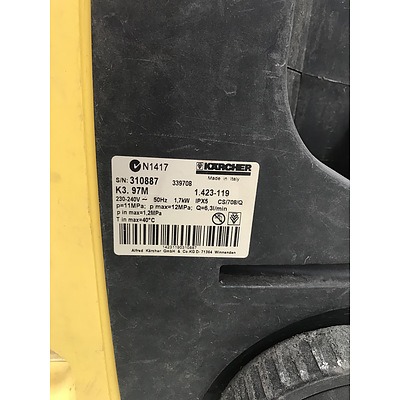 N1417
KÄRCHER
Made in Italy
S/N: 310887 339708
K3. 97M 1.423-119
230-240V ~ 50Hz 1,7kW IPX5 CS/708/Q
p=11MPa; p max=12MPa; Q=6,3l/min
p in max=1,2MPa
T in max=40°C
Alfred Kärcher GmbH & Co KG D- 71364 Winnenden